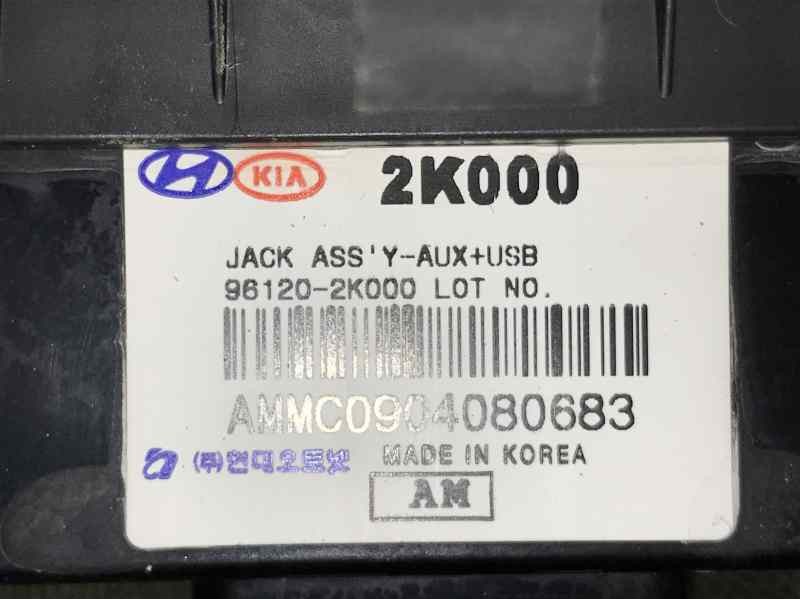 KIA 2K000
JACK ASS'Y-AUX+USB
96120-2K000 LOT NO.
AMMC0904080683
(주)현대오토넷 MADE IN KOREA
AM